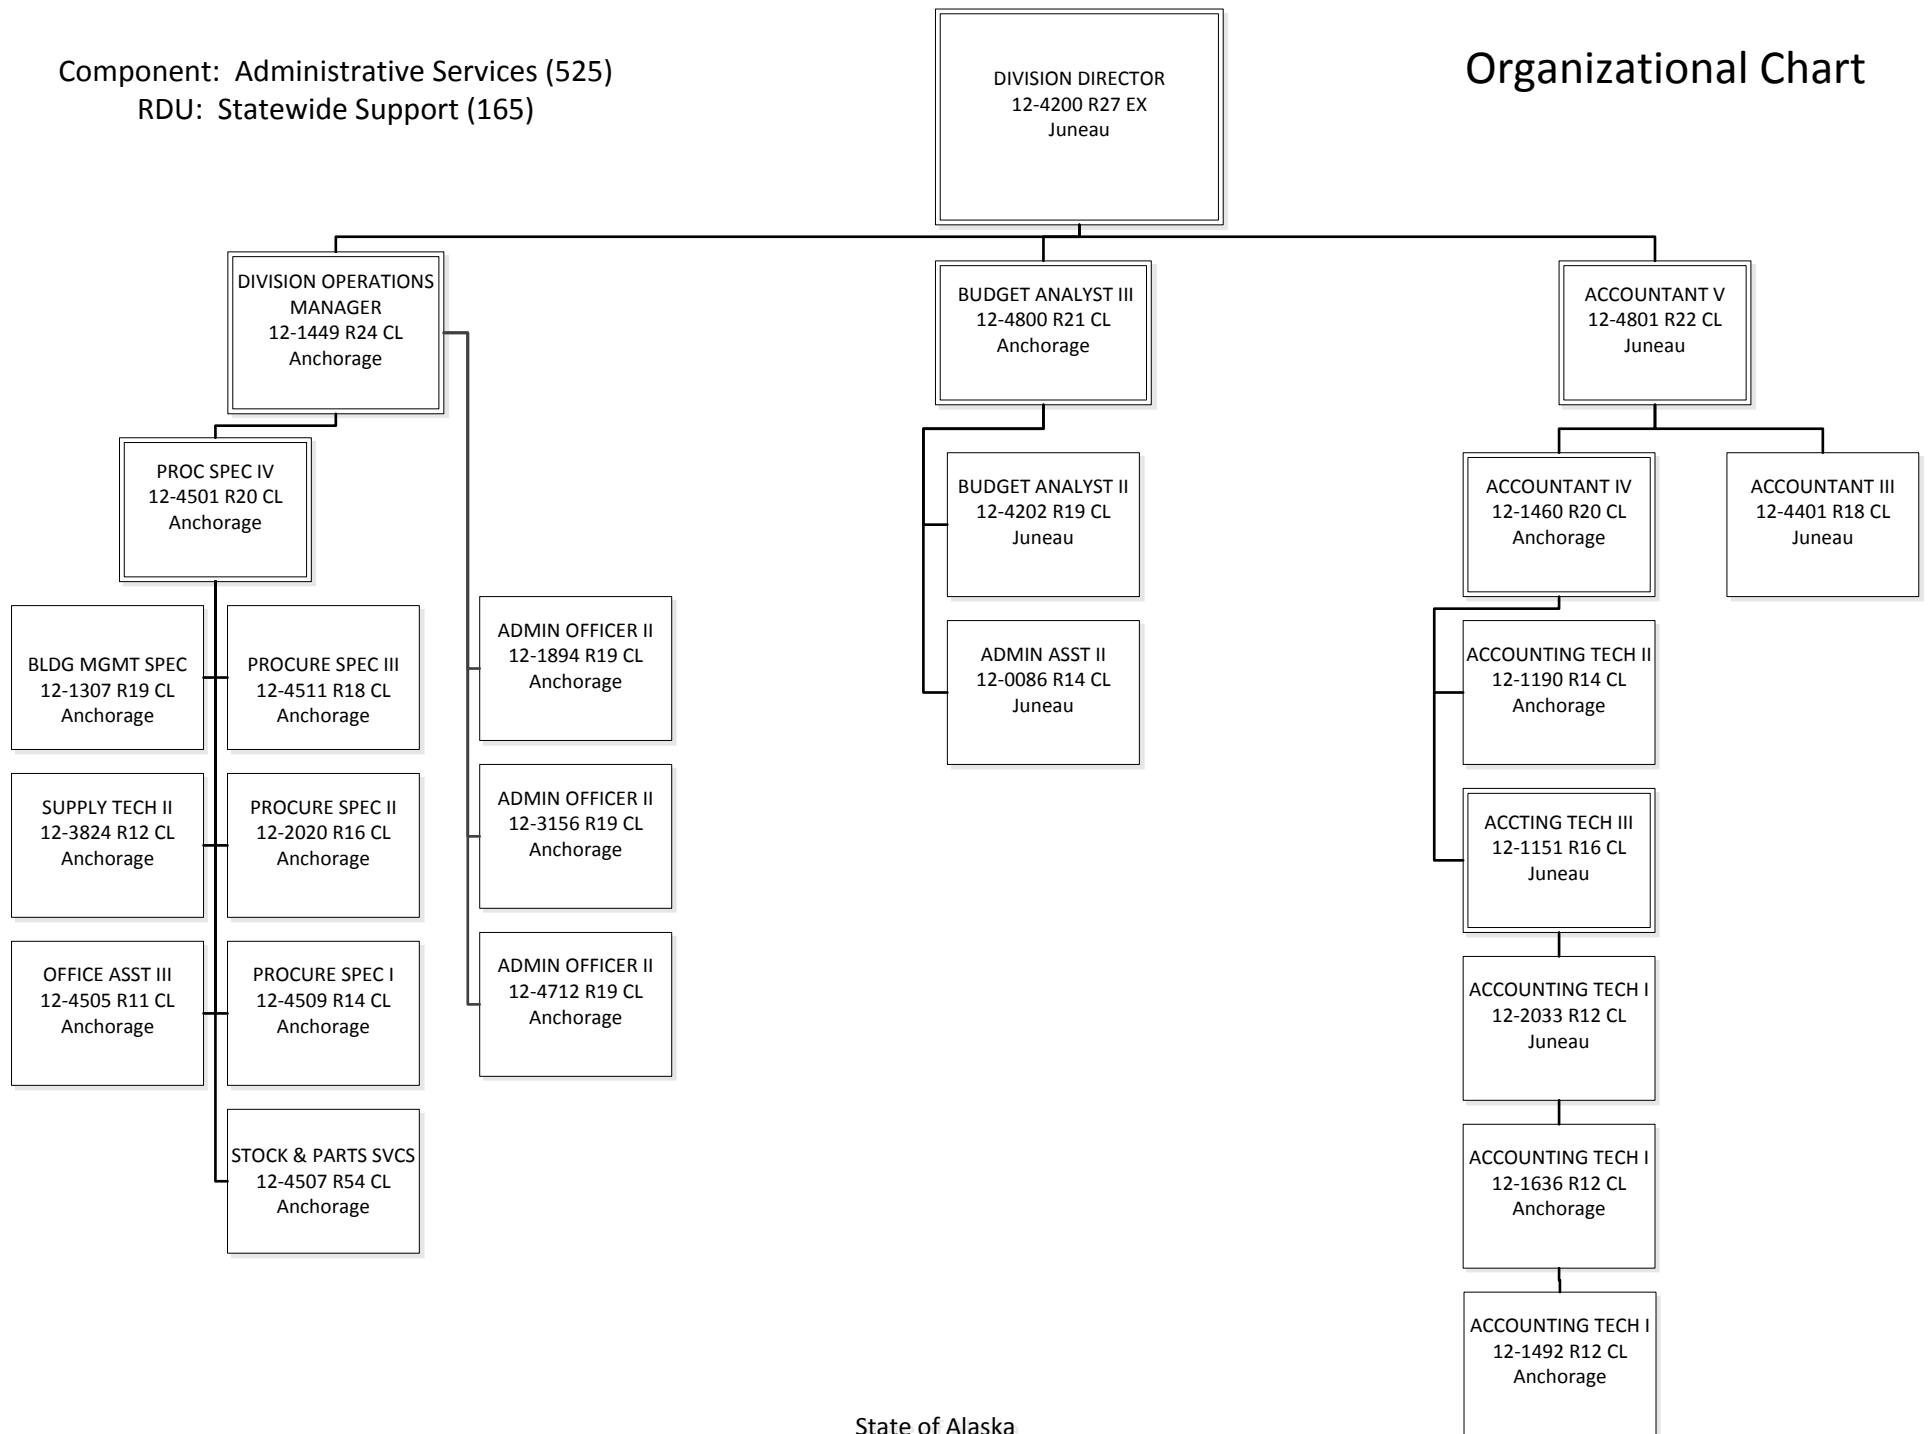 Component: Administrative Services (525)
RDU: Statewide Support (165)
Organizational Chart
DIVISION DIRECTOR
12-4200 R27 EX
Juneau
DIVISION OPERATIONS
MANAGER
12-1449 R24 CL
Anchorage
BUDGET ANALYST III
12-4800 R21 CL
Anchorage
ACCOUNTANT V
12-4801 R22 CL
Juneau
PROC SPEC IV
12-4501 R20 CL
Anchorage
BUDGET ANALYST II
12-4202 R19 CL
Juneau
ACCOUNTANT IV
12-1460 R20 CL
Anchorage
ACCOUNTANT III
12-4401 R18 CL
Juneau
BLDG MGMT SPEC
12-1307 R19 CL
Anchorage
PROCURE SPEC III
12-4511 R18 CL
Anchorage
ADMIN OFFICER II
12-1894 R19 CL
Anchorage
ADMIN ASST II
12-0086 R14 CL
Juneau
ACCOUNTING TECH II
12-1190 R14 CL
Anchorage
SUPPLY TECH II
12-3824 R12 CL
Anchorage
PROCURE SPEC II
12-2020 R16 CL
Anchorage
ADMIN OFFICER II
12-3156 R19 CL
Anchorage
ACCTING TECH III
12-1151 R16 CL
Juneau
OFFICE ASST III
12-4505 R11 CL
Anchorage
PROCURE SPEC I
12-4509 R14 CL
Anchorage
ADMIN OFFICER II
12-4712 R19 CL
Anchorage
ACCOUNTING TECH I
12-2033 R12 CL
Juneau
STOCK & PARTS SVCS
12-4507 R54 CL
Anchorage
ACCOUNTING TECH I
12-1636 R12 CL
Anchorage
ACCOUNTING TECH I
12-1492 R12 CL
Anchorage
State of Alaska